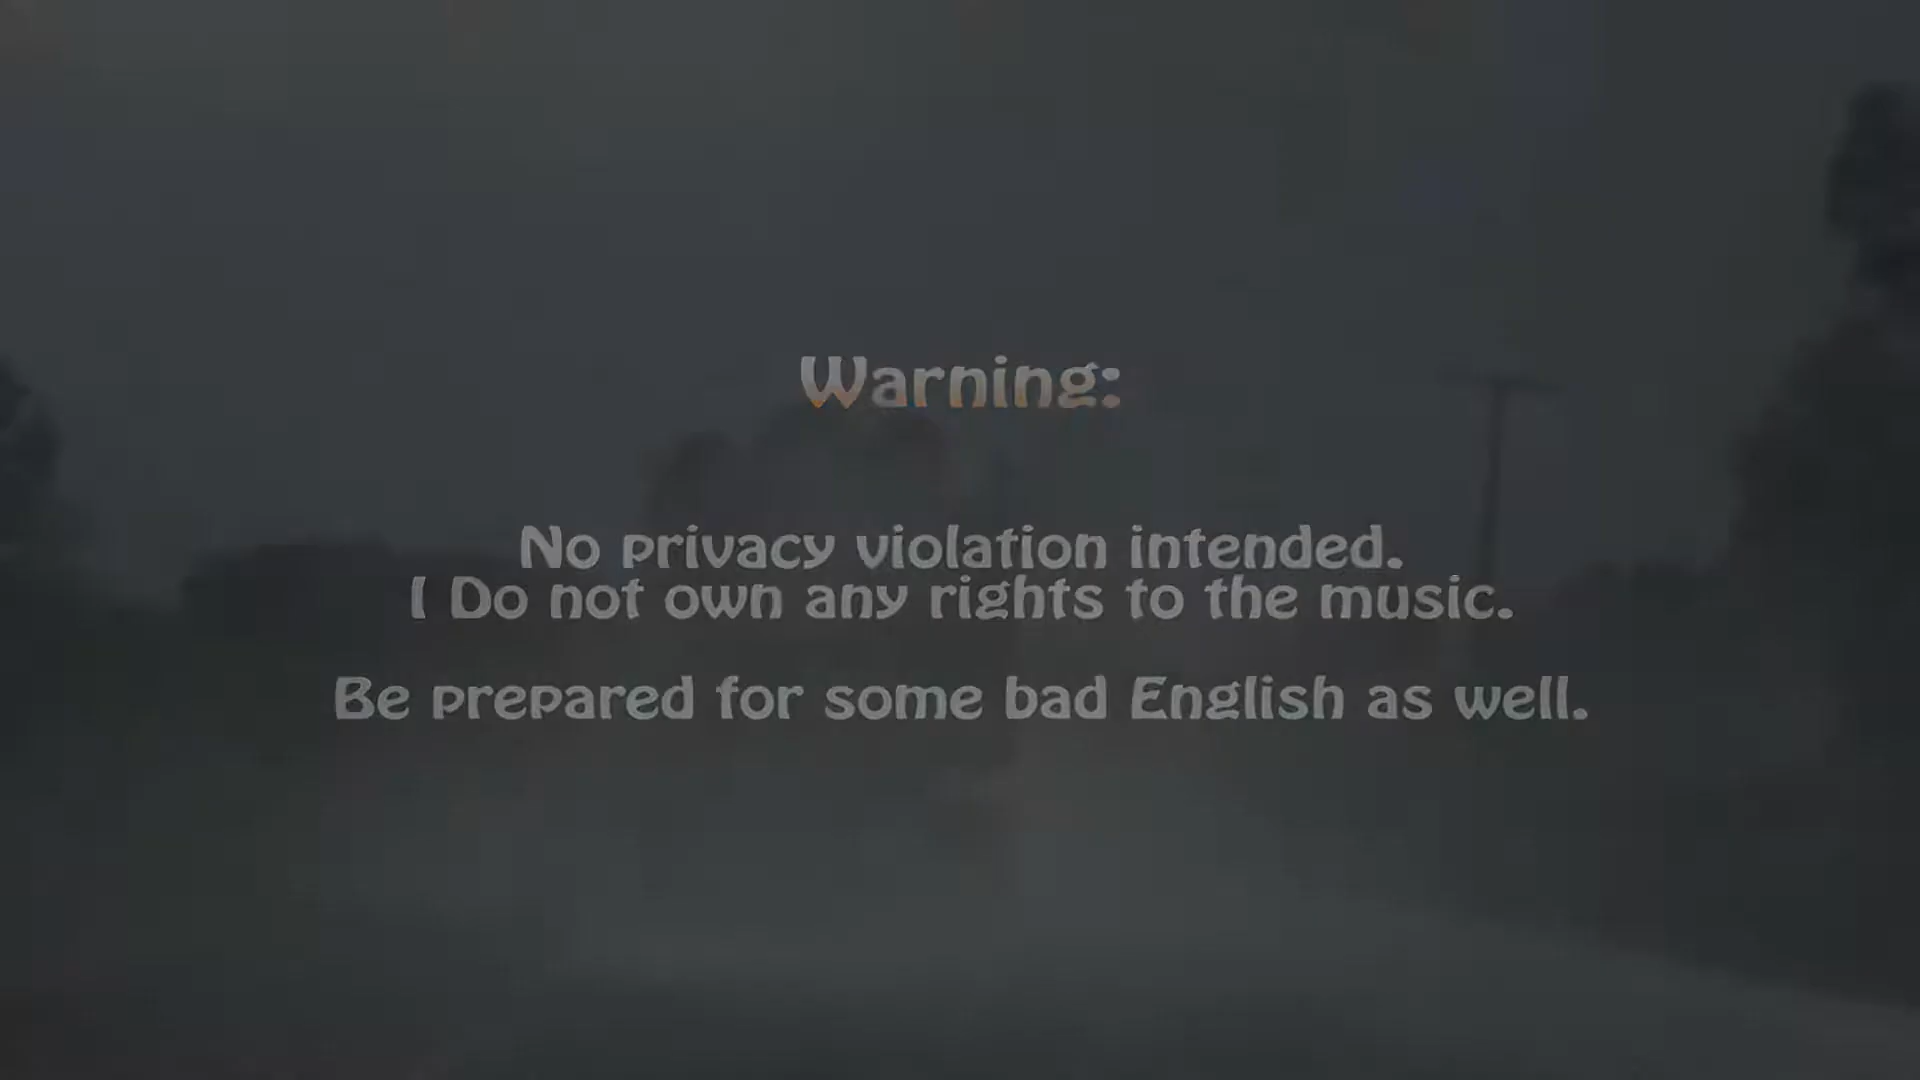 Warning:
No privacy violation intended.
I Do not own any rights to the music.
Be prepared for some bad English as well.